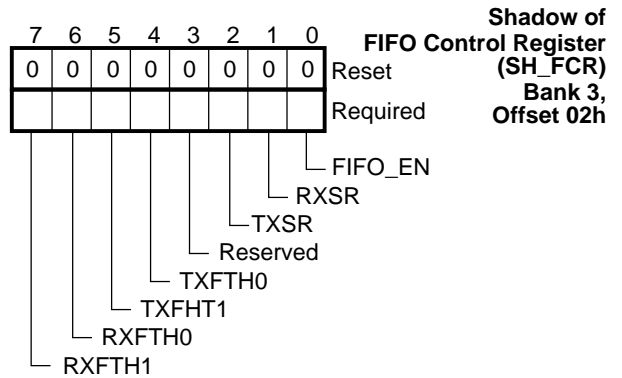 Shadow of
FIFO Control Register
(SH_FCR)
Bank 3,
Offset 02h
7 6 5 4 3 2 1 0
0 0 0 0 0 0 0 0 Reset
Required
FIFO_EN
RXSR
TXSR
Reserved
TXFTH0
TXFHT1
RXFTH0
RXFTH1